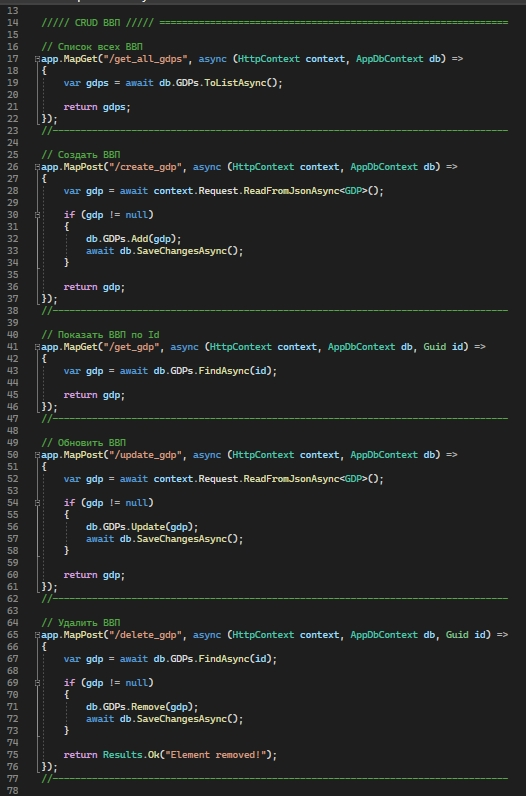 13
14 ///// CRUD ВВП ///// ==========================================================
15
16 // Список всех ВВП
17 app.MapGet("/get_all_gdps", async (HttpContext context, AppDbContext db) =>
18 {
19 var gdps = await db.GDPs.ToListAsync();
20
21 return gdps;
22 });
23 //----------------------------------------------------------------------------
24
25 // Создать ВВП
26 app.MapPost("/create_gdp", async (HttpContext context, AppDbContext db) =>
27 {
28 var gdp = await context.Request.ReadFromJsonAsync<GDP>();
29
30 if (gdp != null)
31 {
32 db.GDPs.Add(gdp);
33 await db.SaveChangesAsync();
34 }
35
36 return gdp;
37 });
38 //----------------------------------------------------------------------------
39
40 // Показать ВВП по Id
41 app.MapGet("/get_gdp", async (HttpContext context, AppDbContext db, Guid id) =>
42 {
43 var gdp = await db.GDPs.FindAsync(id);
44
45 return gdp;
46 });
47 //----------------------------------------------------------------------------
48
49 // Обновить ВВП
50 app.MapPost("/update_gdp", async (HttpContext context, AppDbContext db) =>
51 {
52 var gdp = await context.Request.ReadFromJsonAsync<GDP>();
53
54 if (gdp != null)
55 {
56 db.GDPs.Update(gdp);
57 await db.SaveChangesAsync();
58 }
59
60 return gdp;
61 });
62 //----------------------------------------------------------------------------
63
64 // Удалить ВВП
65 app.MapPost("/delete_gdp", async (HttpContext context, AppDbContext db, Guid id) =>
66 {
67 var gdp = await db.GDPs.FindAsync(id);
68
69 if (gdp != null)
70 {
71 db.GDPs.Remove(gdp);
72 await db.SaveChangesAsync();
73 }
74
75 return Results.Ok("Element removed!");
76 });
77 //----------------------------------------------------------------------------
78